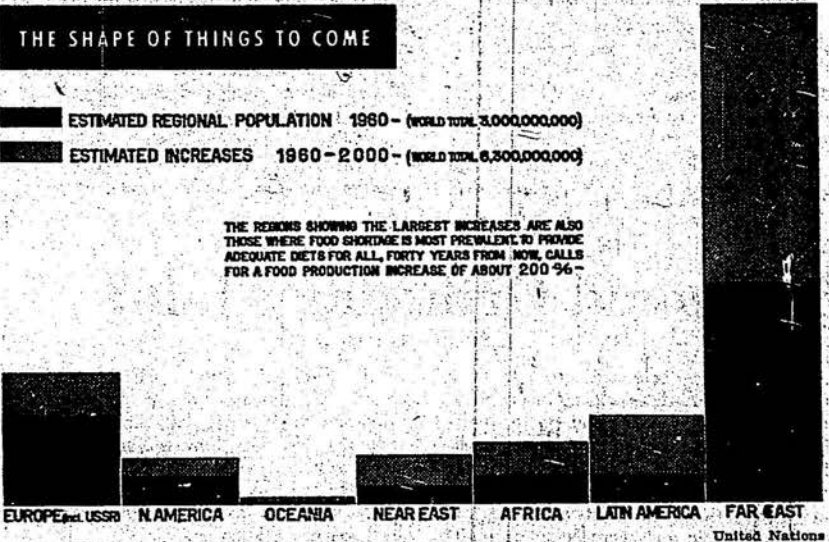 THE SHAPE OF THINGS TO COME
ESTIMATED REGIONAL POPULATION 1960- (WORLD TOTAL 3,000,000,000)
ESTIMATED INCREASES 1960-2000- (WORLD TOTAL 6,300,000,000)
THE REGIONS SHOWING THE LARGEST INCREASES ARE ALSO
THOSE WHERE FOOD SHORTAGE IS MOST PREVALENT. TO PROVIDE
ADEQUATE DIETS FOR ALL, FORTY YEARS FROM NOW, CALLS
FOR A FOOD PRODUCTION INCREASE OF ABOUT 200%-
EUROPE (incl. USSR) N. AMERICA OCEANIA NEAR EAST AFRICA LATIN AMERICA FAR EAST
United Nations